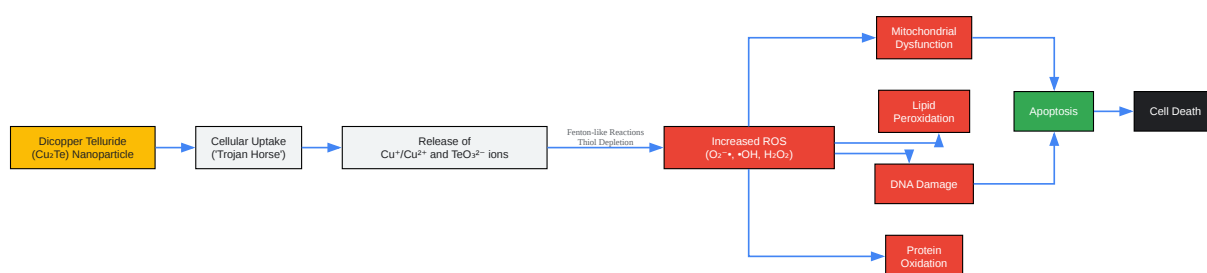 Dicopper Telluride
(Cu₂Te) Nanoparticle
Cellular Uptake
('Trojan Horse')
Release of
Cu⁺/Cu²⁺ and TeO₃²⁻ ions
Fenton-like Reactions
Thiol Depletion
Increased ROS
(O₂⁻•, •OH, H₂O₂)
Mitochondrial
Dysfunction
Lipid
Peroxidation
DNA Damage
Protein
Oxidation
Apoptosis
Cell Death